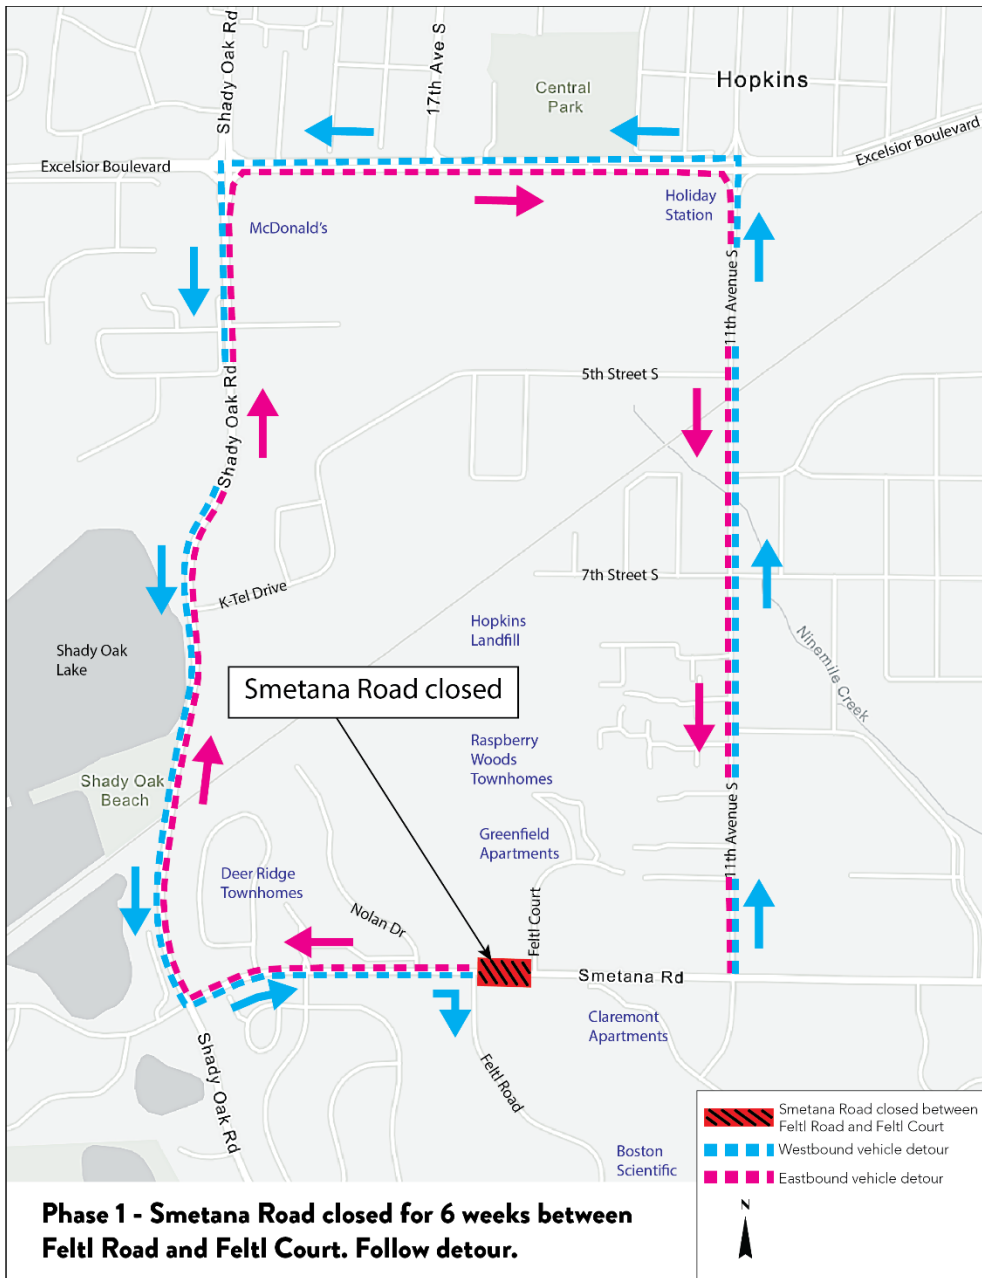 Shady Oak Rd
17th Ave S
Central
Park
Hopkins
Excelsior Boulevard
Excelsior Boulevard
McDonald's
Holiday
Station
11th Avenue S
5th Street S
Shady Oak Rd
K-Tel Drive
7th Street S
Hopkins
Landfill
Ninemile Creek
Shady Oak
Lake
Smetana Road closed
Raspberry
Woods
Townhomes
Shady Oak
Beach
11th Avenue S
Greenfield
Apartments
Deer Ridge
Townhomes
Nolan Dr
Feltl Court
Smetana Rd
Claremont
Apartments
Shady Oak Rd
Feltl Road
Boston
Scientific
Smetana Road closed between
Feltl Road and Feltl Court
Westbound vehicle detour
Eastbound vehicle detour
N
Phase 1 - Smetana Road closed for 6 weeks between
Feltl Road and Feltl Court. Follow detour.